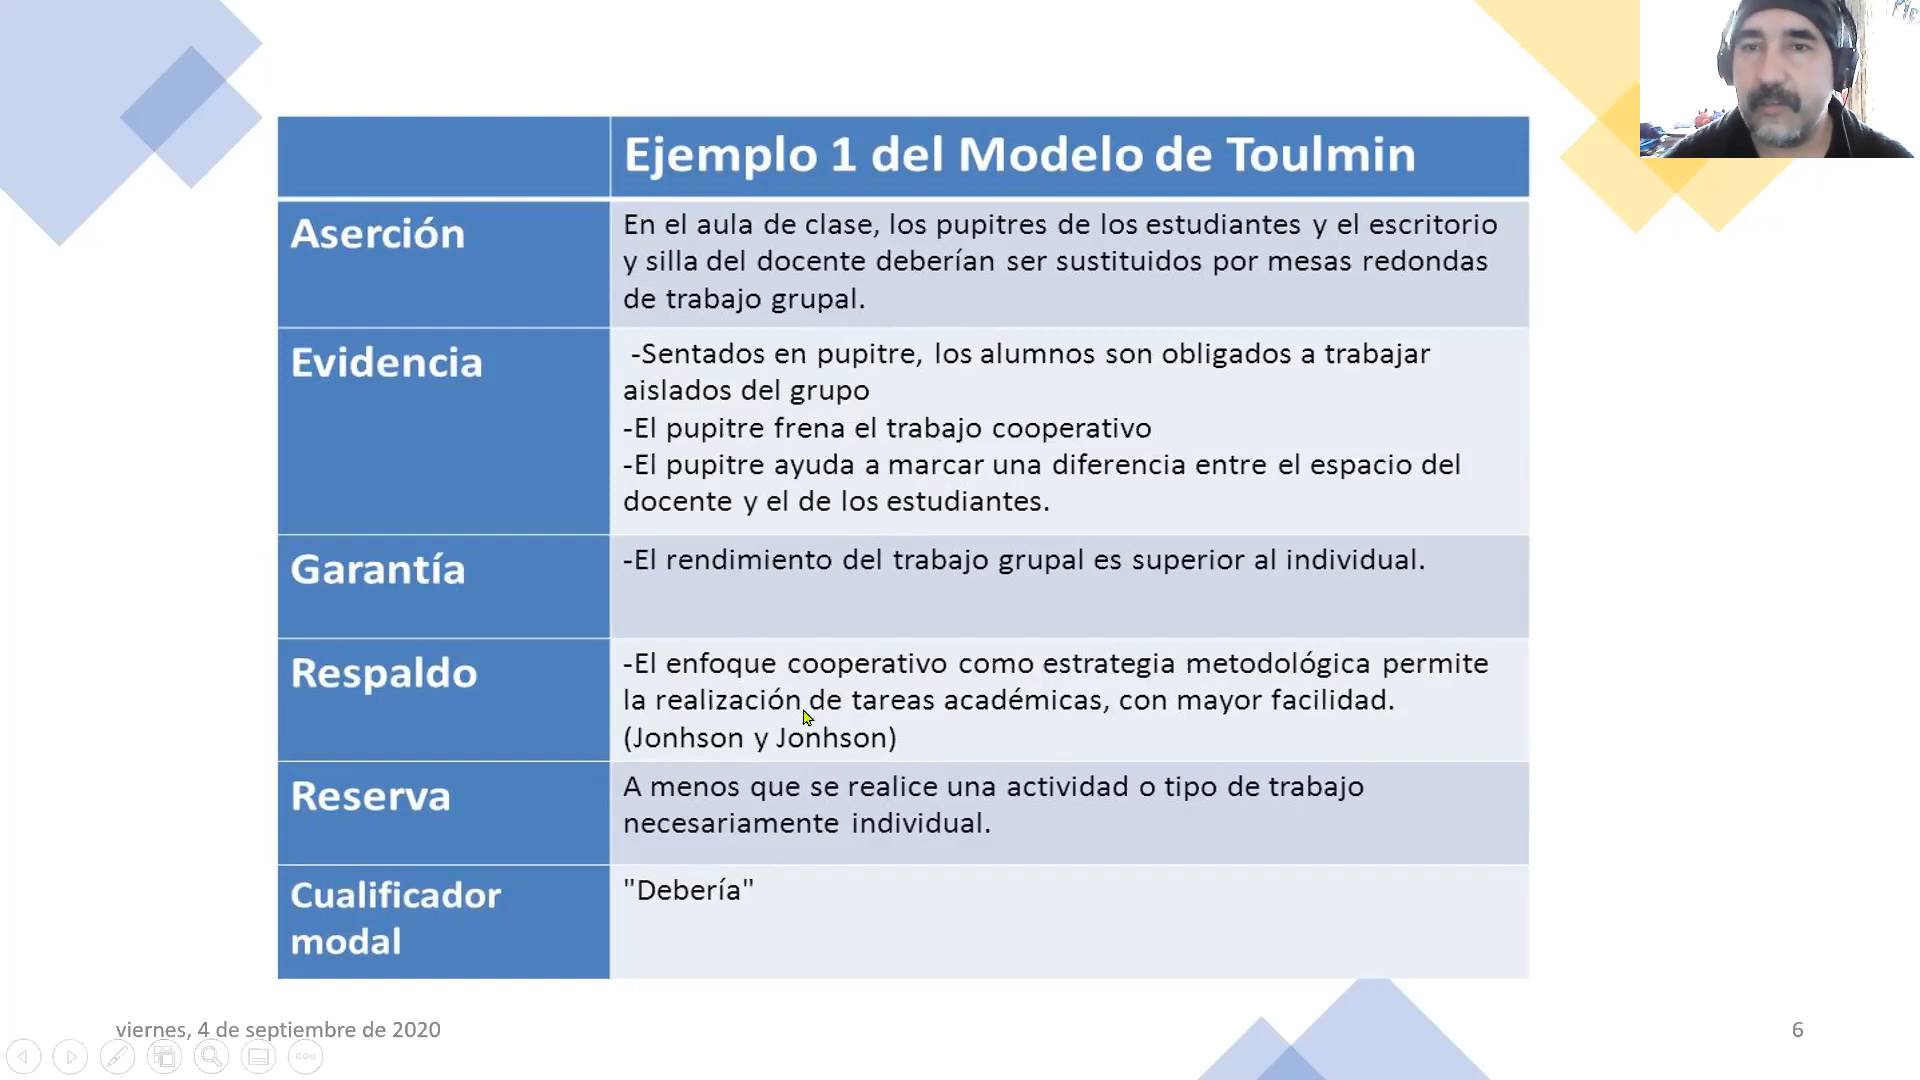 Ejemplo 1 del Modelo de Toulmin
Aserción
En el aula de clase, los pupitres de los estudiantes y el escritorio
y silla del docente deberían ser sustituidos por mesas redondas
de trabajo grupal.
Evidencia
-Sentados en pupitre, los alumnos son obligados a trabajar
aislados del grupo
-El pupitre frena el trabajo cooperativo
-El pupitre ayuda a marcar una diferencia entre el espacio del
docente y el de los estudiantes.
Garantía
-El rendimiento del trabajo grupal es superior al individual.
Respaldo
-El enfoque cooperativo como estrategia metodológica permite
la realización de tareas académicas, con mayor facilidad.
(Jonhson y Jonhson)
Reserva
A menos que se realice una actividad o tipo de trabajo
necesariamente individual.
Cualificador
modal
"Debería"
viernes, 4 de septiembre de 2020
6